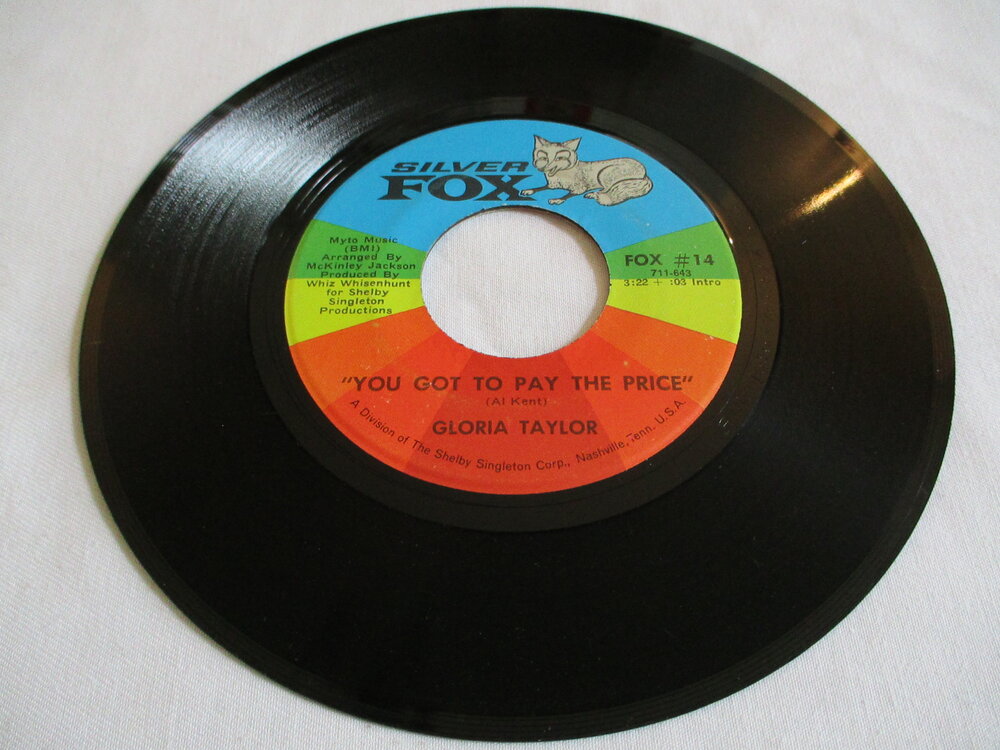 SILVER
FOX
Myto Music
(BMI)
Arranged By
McKinley Jackson
Produced By
Whiz Whisenhunt
for Shelby
Singleton
Productions
FOX #14
711-643
3:22 + :03 Intro
"YOU GOT TO PAY THE PRICE"
(Al Kent)
GLORIA TAYLOR
A Division of The Shelby Singleton Corp., Nashville, Tenn. U.S.A.